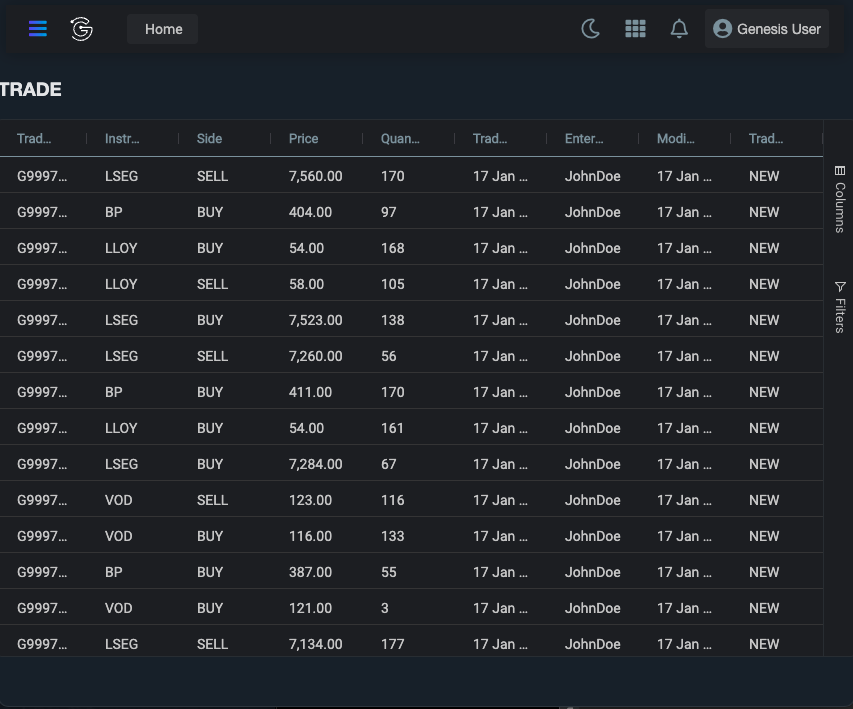 Home Genesis User
TRADE
Trad... Instr... Side Price Quan... Trad... Enter... Modi... Trad...
G9997... LSEG SELL 7,560.00 170 17 Jan ... JohnDoe 17 Jan ... NEW
G9997... BP BUY 404.00 97 17 Jan ... JohnDoe 17 Jan ... NEW
G9997... LLOY BUY 54.00 168 17 Jan ... JohnDoe 17 Jan ... NEW
G9997... LLOY SELL 58.00 105 17 Jan ... JohnDoe 17 Jan ... NEW
G9997... LSEG BUY 7,523.00 138 17 Jan ... JohnDoe 17 Jan ... NEW
G9997... LSEG SELL 7,260.00 56 17 Jan ... JohnDoe 17 Jan ... NEW
G9997... BP BUY 411.00 170 17 Jan ... JohnDoe 17 Jan ... NEW
G9997... LLOY BUY 54.00 161 17 Jan ... JohnDoe 17 Jan ... NEW
G9997... LSEG BUY 7,284.00 67 17 Jan ... JohnDoe 17 Jan ... NEW
G9997... VOD SELL 123.00 116 17 Jan ... JohnDoe 17 Jan ... NEW
G9997... VOD BUY 116.00 133 17 Jan ... JohnDoe 17 Jan ... NEW
G9997... BP BUY 387.00 55 17 Jan ... JohnDoe 17 Jan ... NEW
G9997... VOD BUY 121.00 3 17 Jan ... JohnDoe 17 Jan ... NEW
G9997... LSEG SELL 7,134.00 177 17 Jan ... JohnDoe 17 Jan ... NEW
Columns
Filters